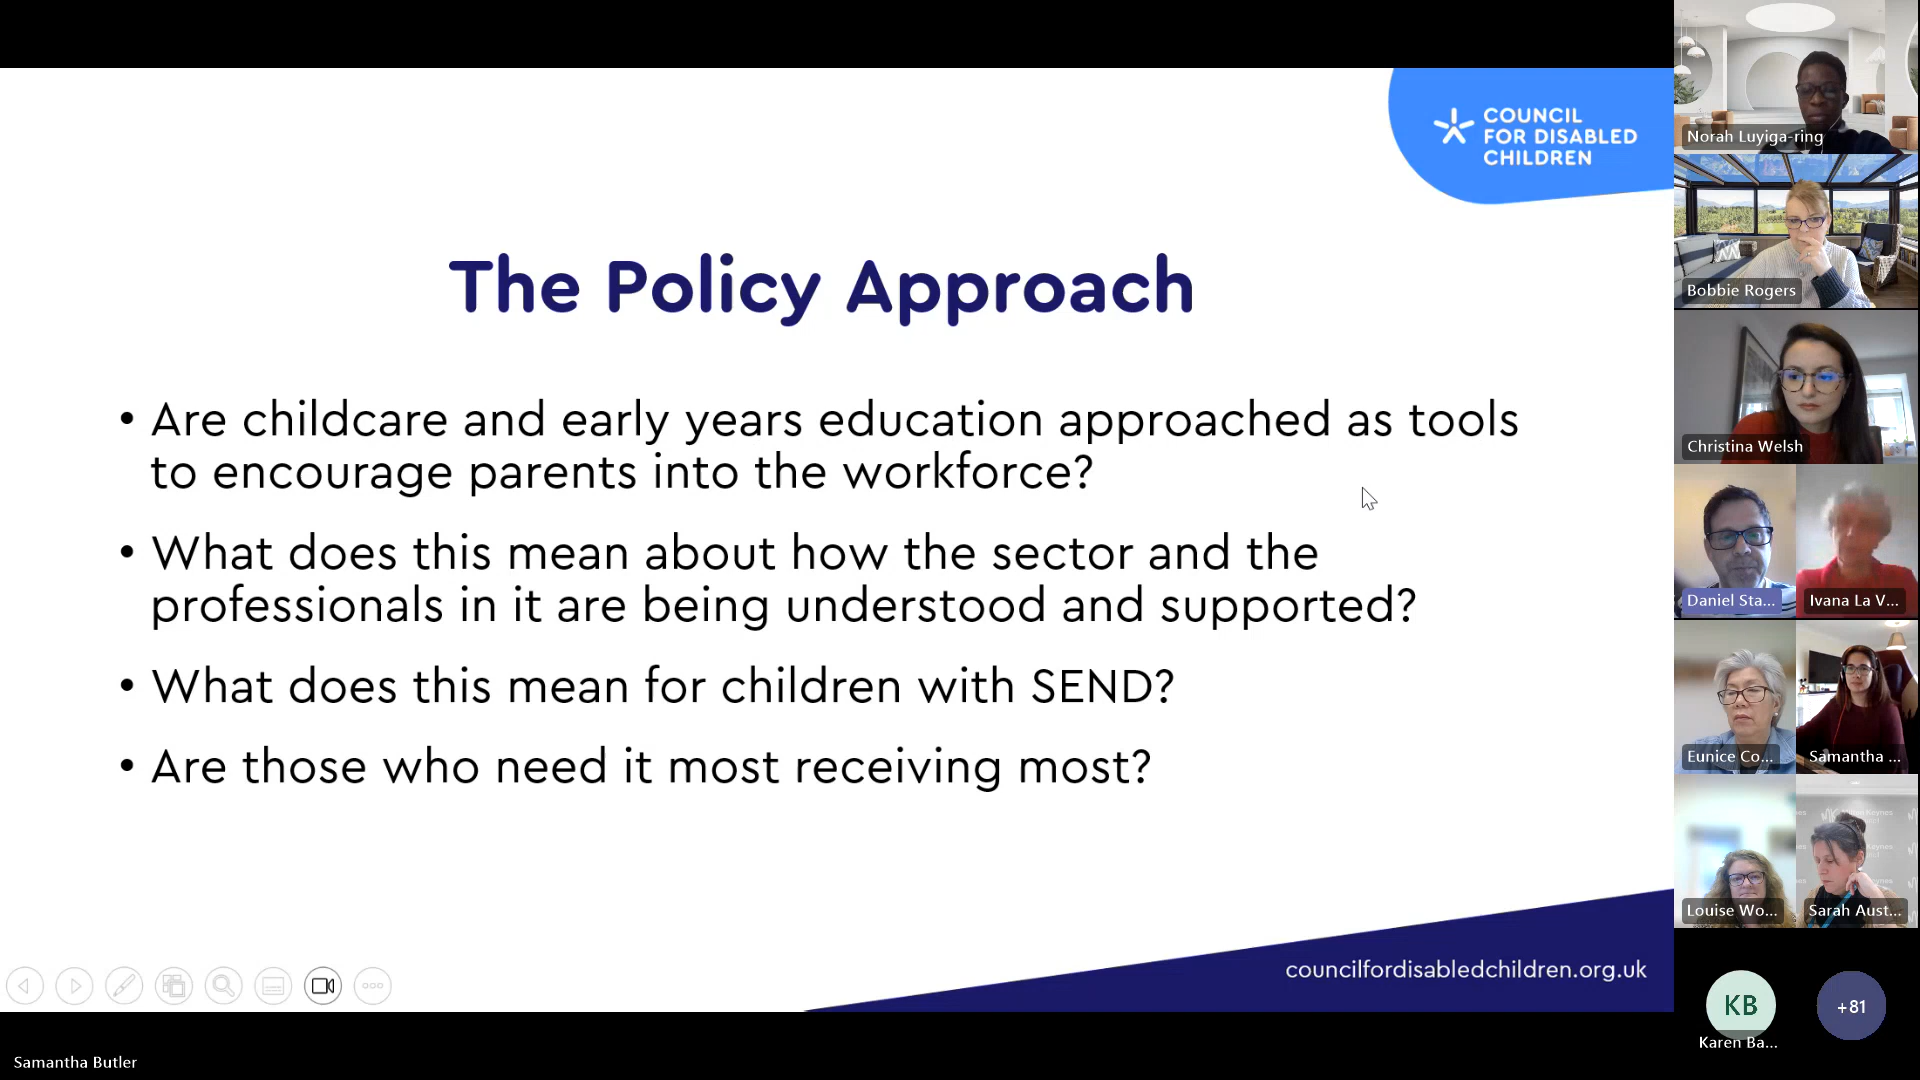 COUNCIL
FOR DISABLED
CHILDREN
The Policy Approach
• Are childcare and early years education approached as tools
to encourage parents into the workforce?
• What does this mean about how the sector and the
professionals in it are being understood and supported?
• What does this mean for children with SEND?
• Are those who need it most receiving most?
councilfordisabledchildren.org.uk
Samantha Butler
Norah Luyiga-ring
Bobbie Rogers
Christina Welsh
Daniel Sta...
Ivana La V...
Eunice Co...
Samantha ...
Louise Wo...
Sarah Aust...
KB
+81
Karen Ba...